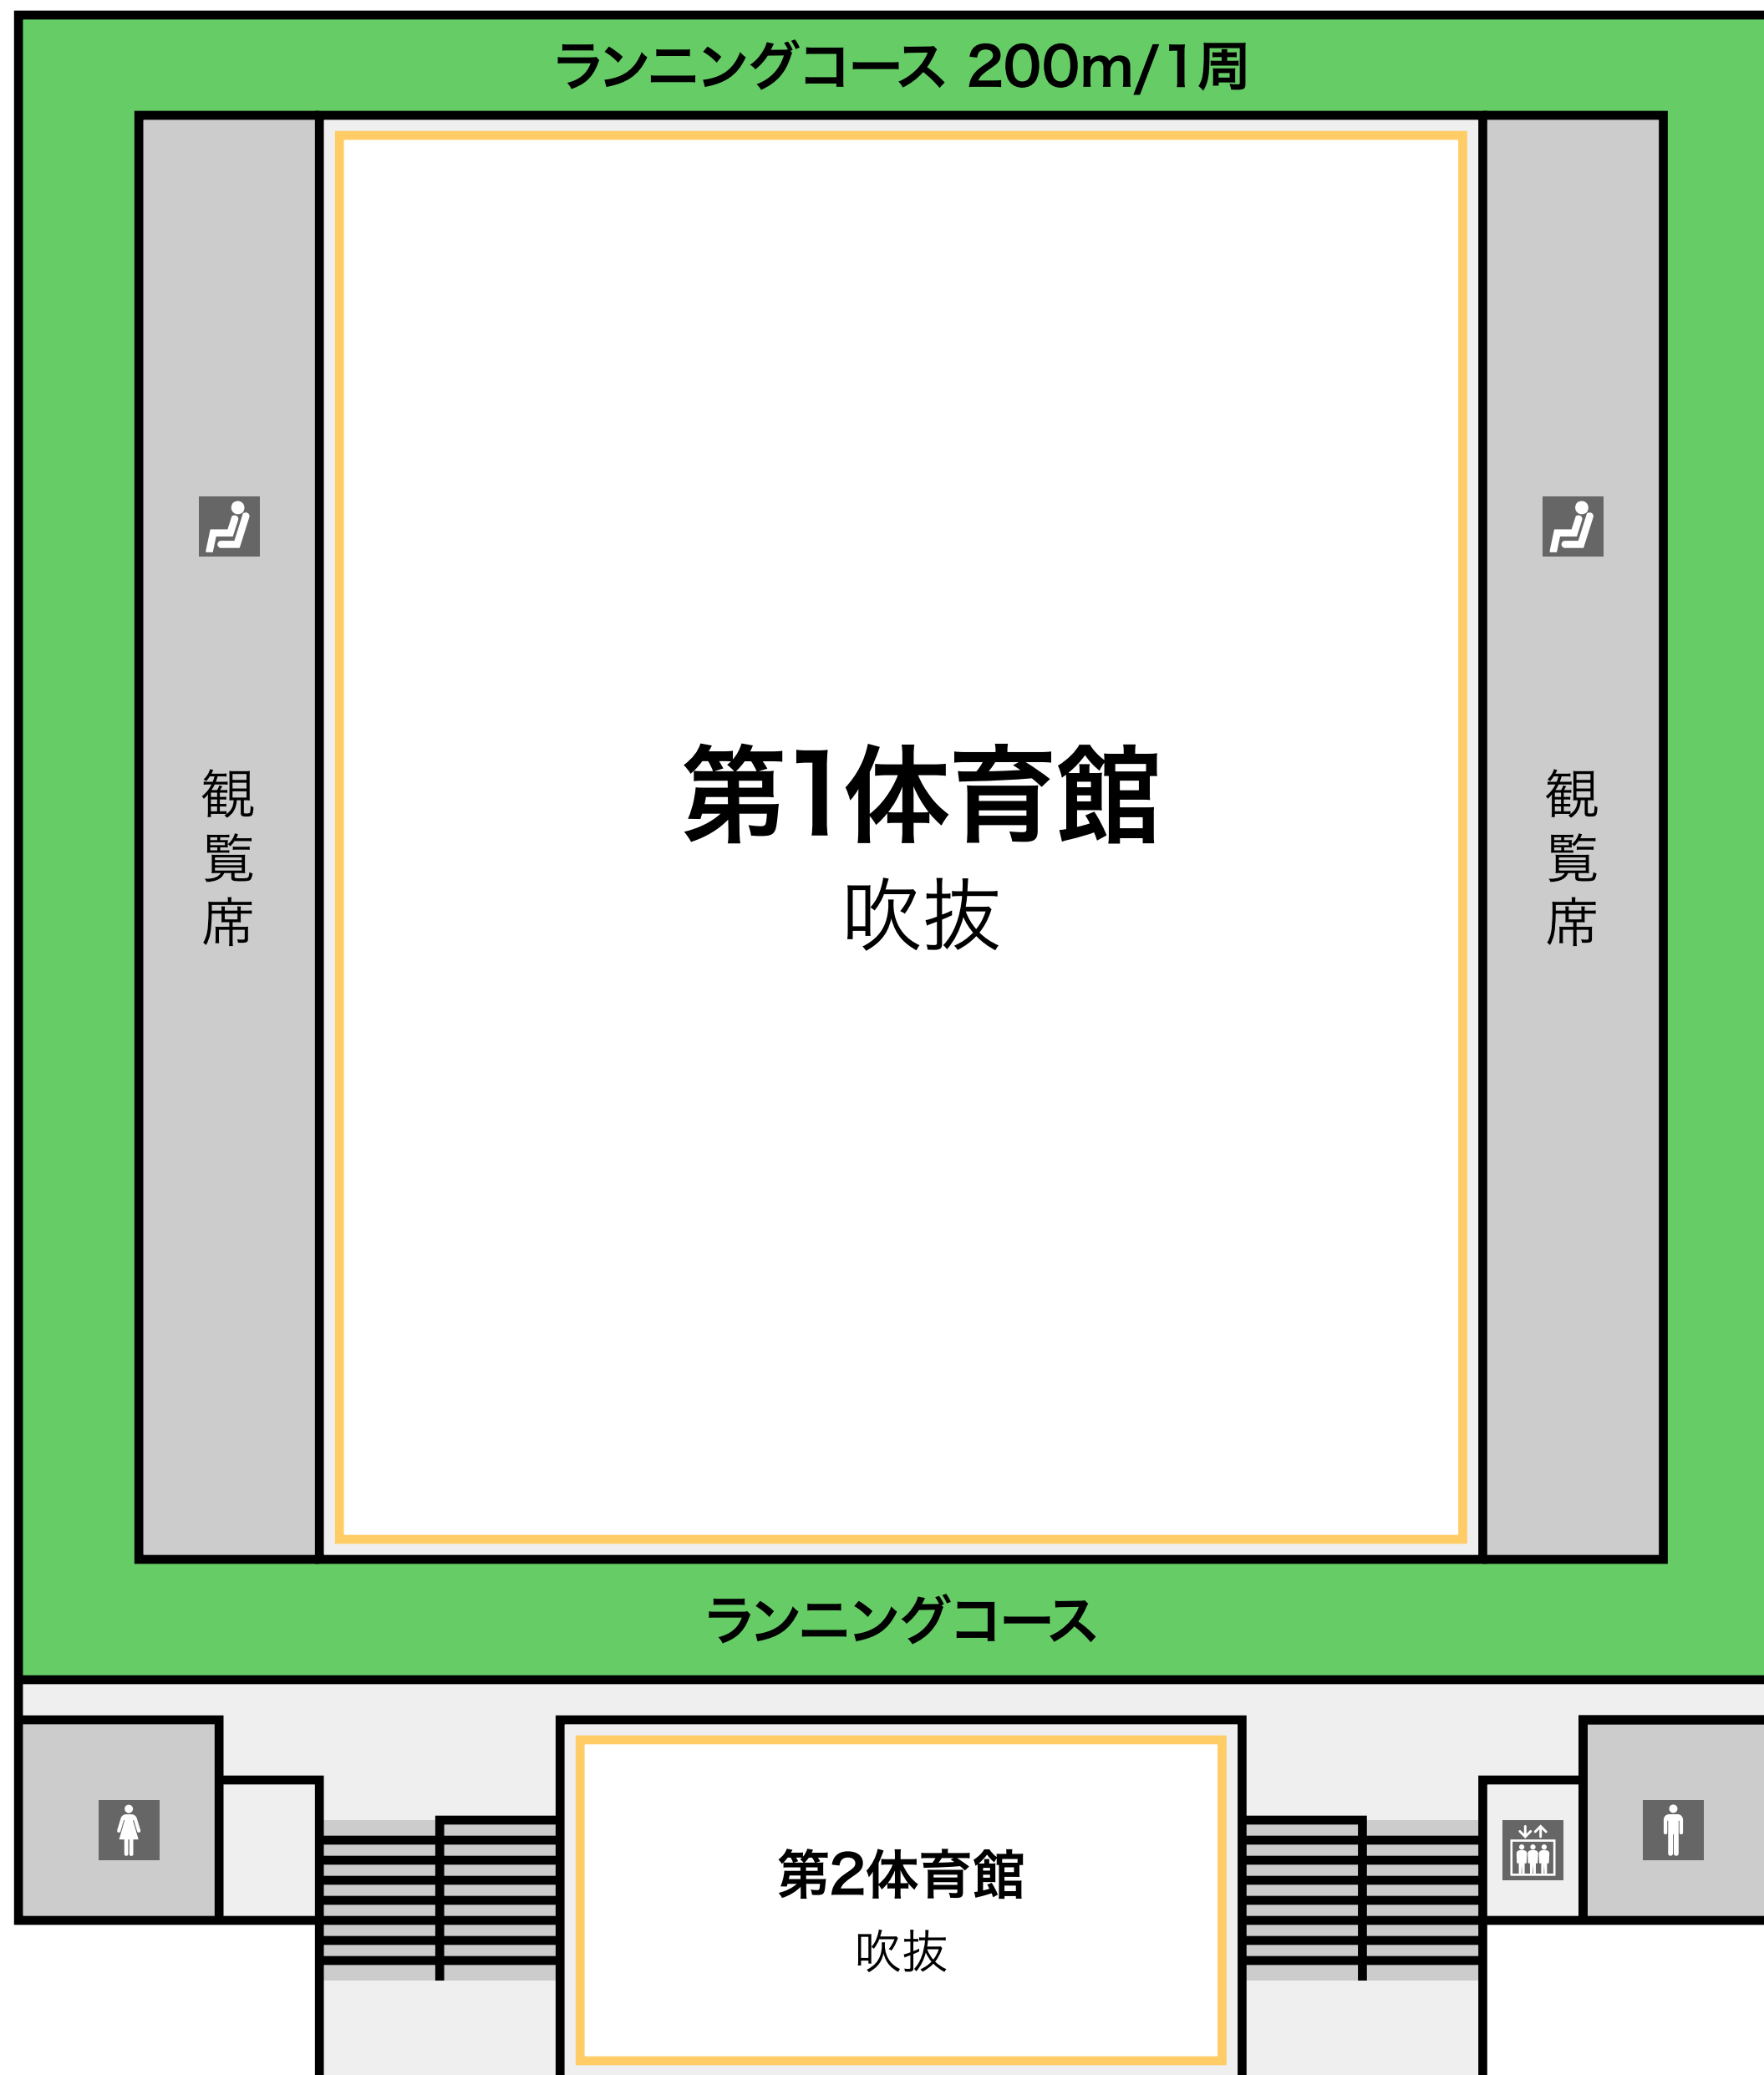 ランニングコース 200m/1周
観覧席
第1体育館
吹抜
観覧席
ランニングコース
第2体育館
吹抜